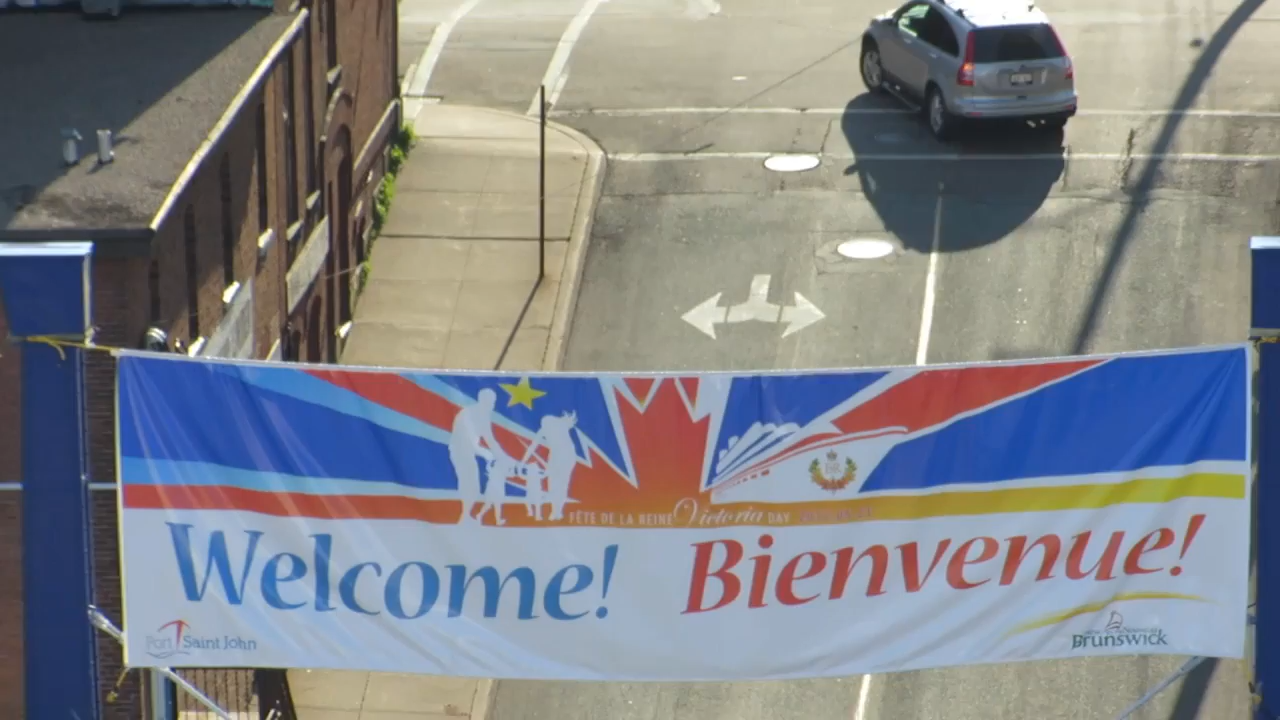 FÊTE DE LA REINE Victoria DAY
Welcome! Bienvenue!
Port Saint John
Brunswick